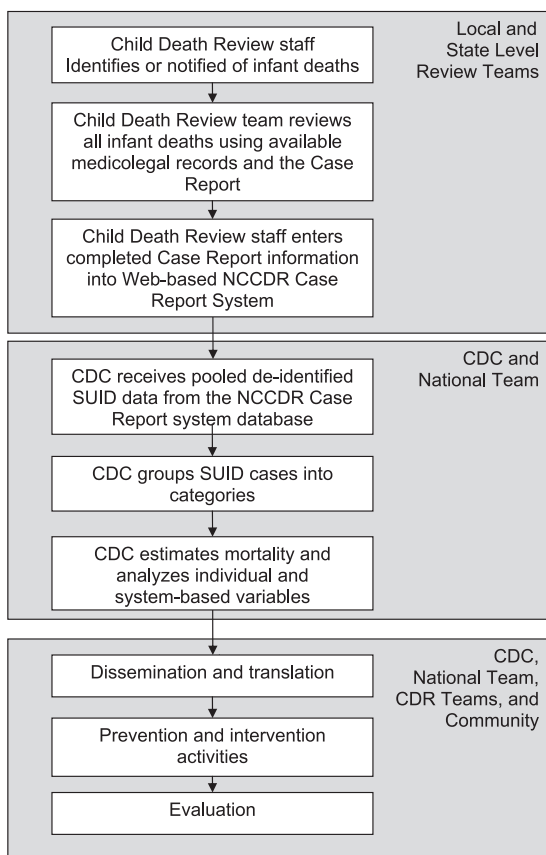 Local and
State Level
Review Teams
Child Death Review staff
Identifies or notified of infant deaths
Child Death Review team reviews
all infant deaths using available
medicolegal records and the Case
Report
Child Death Review staff enters
completed Case Report information
into Web-based NCCDR Case
Report System
CDC and
National Team
CDC receives pooled de-identified
SUID data from the NCCDR Case
Report system database
CDC groups SUID cases into
categories
CDC estimates mortality and
analyzes individual and
system-based variables
CDC,
National Team,
CDR Teams, and
Community
Dissemination and translation
Prevention and intervention
activities
Evaluation